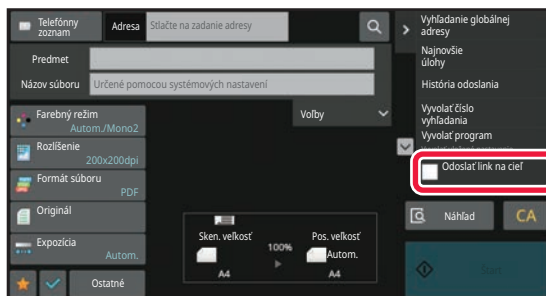 Telefónny
zoznam
Adresa
Stlačte na zadanie adresy
Predmet
Názov súboru
Určené pomocou systémových nastavení
Farebný režim
Autom./Mono2
Rozlíšenie
200x200dpi
Formát súboru
PDF
Originál
Expozícia
Autom.
Ostatné
Voľby
Sken. veľkosť
A4
100%
Pos. veľkosť
Autom.
A4
Vyhľadanie globálnej
adresy
Najnovšie
úlohy
História odoslania
Vyvolať číslo
vyhľadania
Vyvolať program
Odoslať link na cieľ
Náhľad
CA
Štart